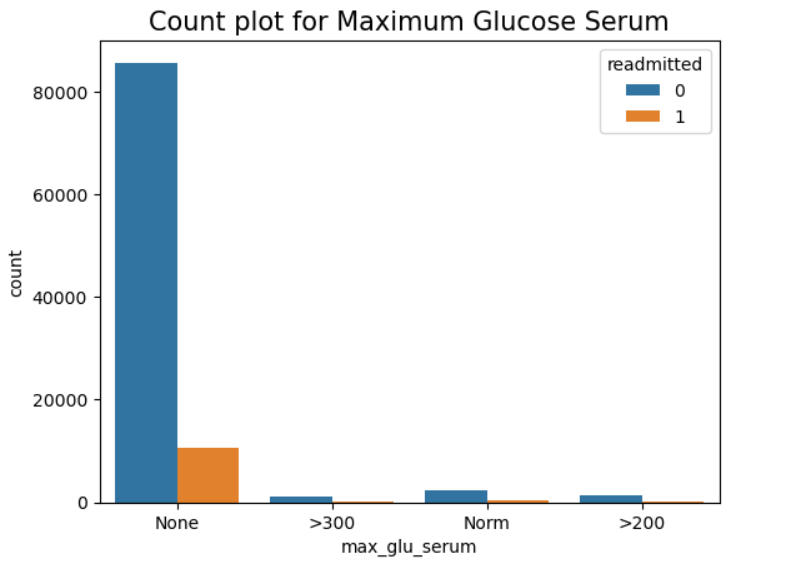 Count plot for Maximum Glucose Serum
readmitted
0
1
80000
60000
40000
20000
0
count
None >300 Norm >200
max_glu_serum